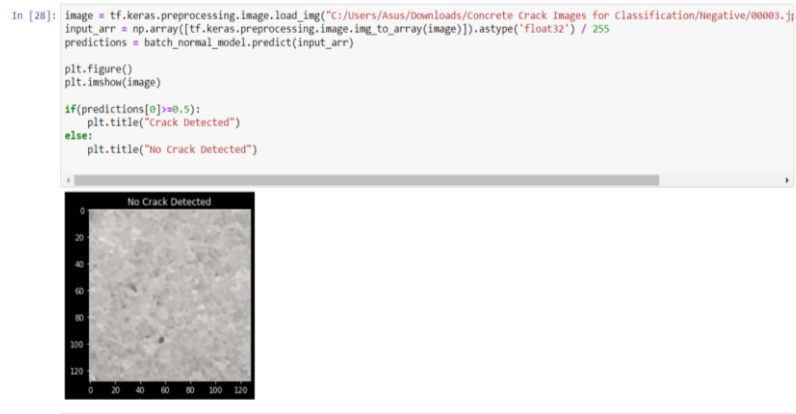 In [28]: image = tf.keras.preprocessing.image.load_img("C:/Users/Asus/Downloads/Concrete Crack Images for Classification/Negative/00003.jp
input_arr = np.array([tf.keras.preprocessing.image.img_to_array(image)]).astype('float32') / 255
predictions = batch_normal_model.predict(input_arr)
plt.figure()
plt.imshow(image)
if(predictions[0]>=0.5):
    plt.title("Crack Detected")
else:
    plt.title("No Crack Detected")
No Crack Detected
0
20
40
60
80
100
120
0 20 40 60 80 100 120